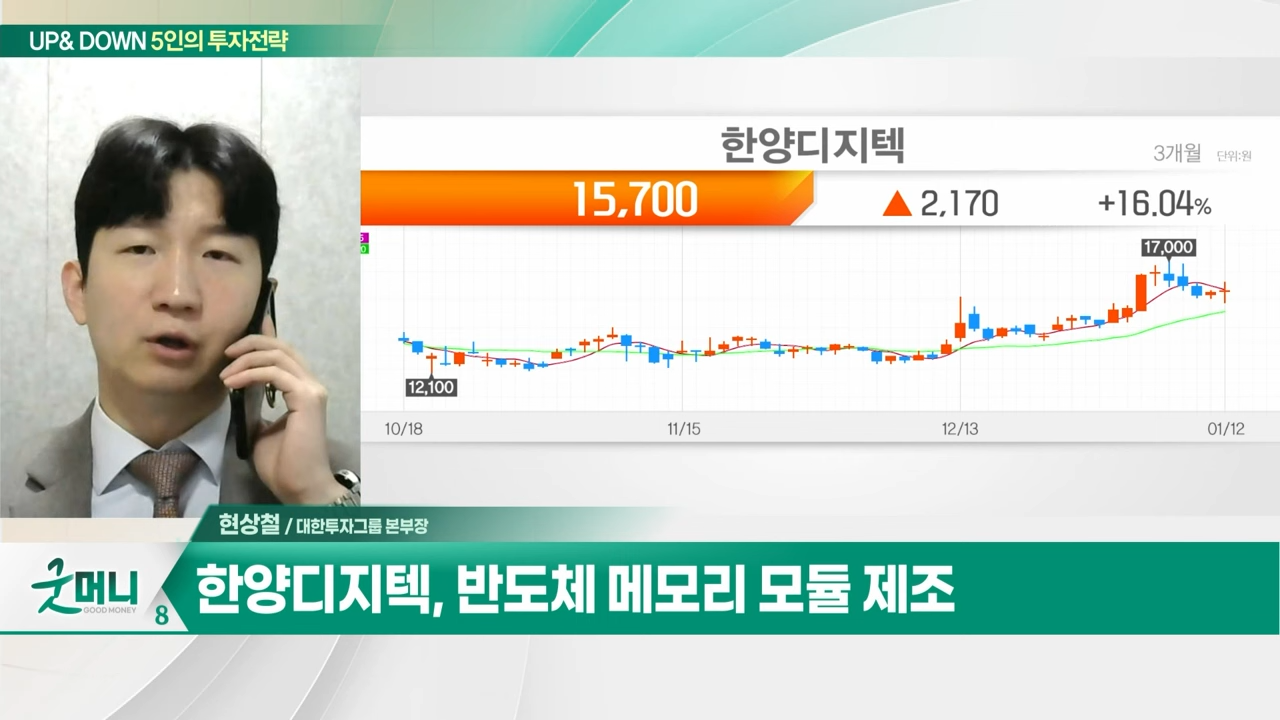 UP& DOWN 5인의 투자전략
한양디지텍
3개월 단위:원
15,700 ▲ 2,170 +16.04%
17,000
12,100
10/18 11/15 12/13 01/12
현상철 / 대한투자그룹 본부장
굿머니
GOOD MONEY
8
한양디지텍, 반도체 메모리 모듈 제조